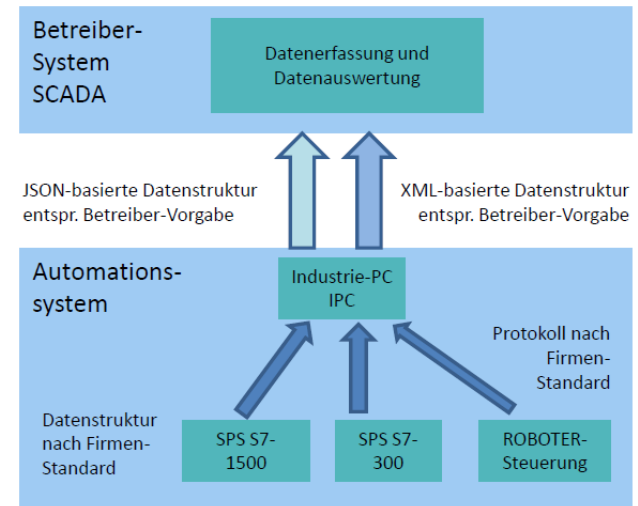 Betreiber-
System
SCADA
Datenerfassung und
Datenauswertung
JSON-basierte Datenstruktur
entspr. Betreiber-Vorgabe
XML-basierte Datenstruktur
entspr. Betreiber-Vorgabe
Automations-
system
Industrie-PC
IPC
Protokoll nach
Firmen-
Standard
Datenstruktur
nach Firmen-
Standard
SPS S7-
1500
SPS S7-
300
ROBOTER-
Steuerung